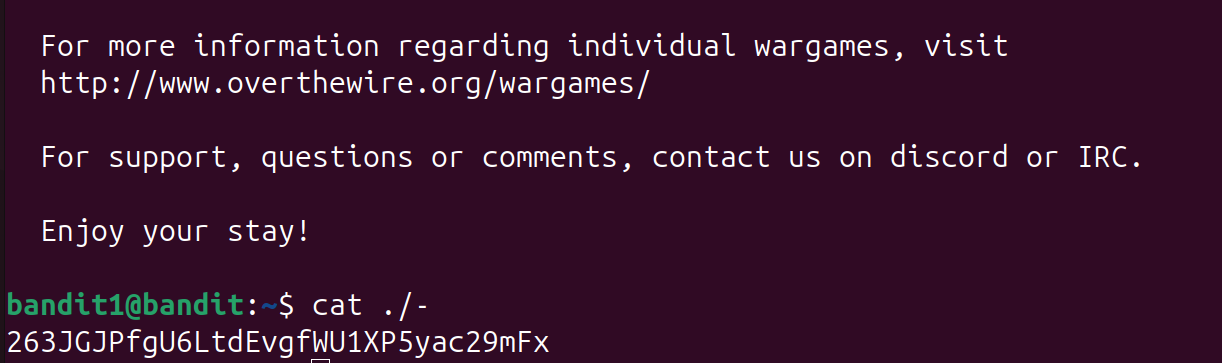 For more information regarding individual wargames, visit
http://www.overthewire.org/wargames/
For support, questions or comments, contact us on discord or IRC.
Enjoy your stay!
bandit1@bandit:~$ cat ./-
263JGJPfgU6LtdEvgfWU1XP5yac29mFx